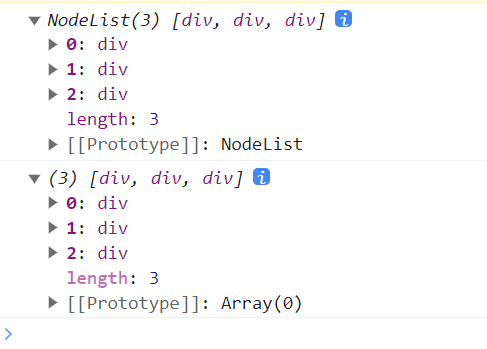 NodeList(3) [div, div, div] i
0: div
1: div
2: div
length: 3
[[Prototype]]: NodeList
(3) [div, div, div] i
0: div
1: div
2: div
length: 3
[[Prototype]]: Array(0)